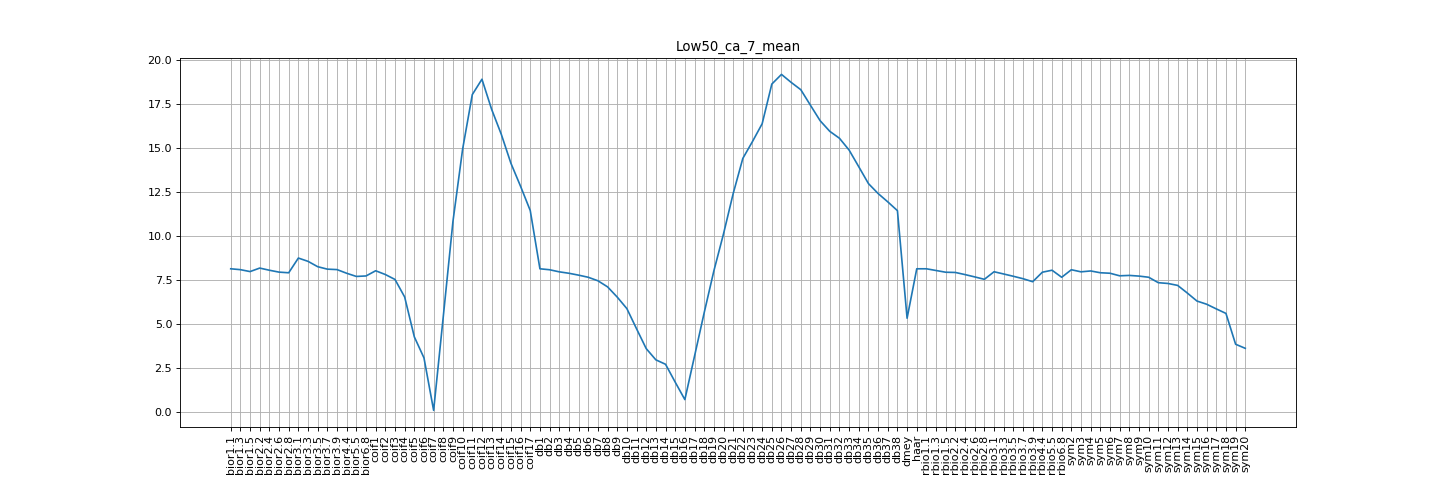 Low50_ca_7_mean
20.0
17.5
15.0
12.5
10.0
7.5
5.0
2.5
0.0
bior1.1
bior1.3
bior1.5
bior2.2
bior2.4
bior2.6
bior2.8
bior3.1
bior3.3
bior3.5
bior3.7
bior3.9
bior4.4
bior5.5
bior6.8
coif1
coif2
coif3
coif4
coif5
coif6
coif7
coif8
coif9
coif10
coif11
coif12
coif13
coif14
coif15
coif16
coif17
db1
db2
db3
db4
db5
db6
db7
db8
db9
db10
db11
db12
db13
db14
db15
db16
db17
db18
db19
db20
db21
db22
db23
db24
db25
db26
db27
db28
db29
db30
db31
db32
db33
db34
db35
db36
db37
db38
dmey
haar
rbio1.1
rbio1.3
rbio1.5
rbio2.2
rbio2.4
rbio2.6
rbio2.8
rbio3.1
rbio3.3
rbio3.5
rbio3.7
rbio3.9
rbio4.4
rbio5.5
rbio6.8
sym2
sym3
sym4
sym5
sym6
sym7
sym8
sym9
sym10
sym11
sym12
sym13
sym14
sym15
sym16
sym17
sym18
sym19
sym20